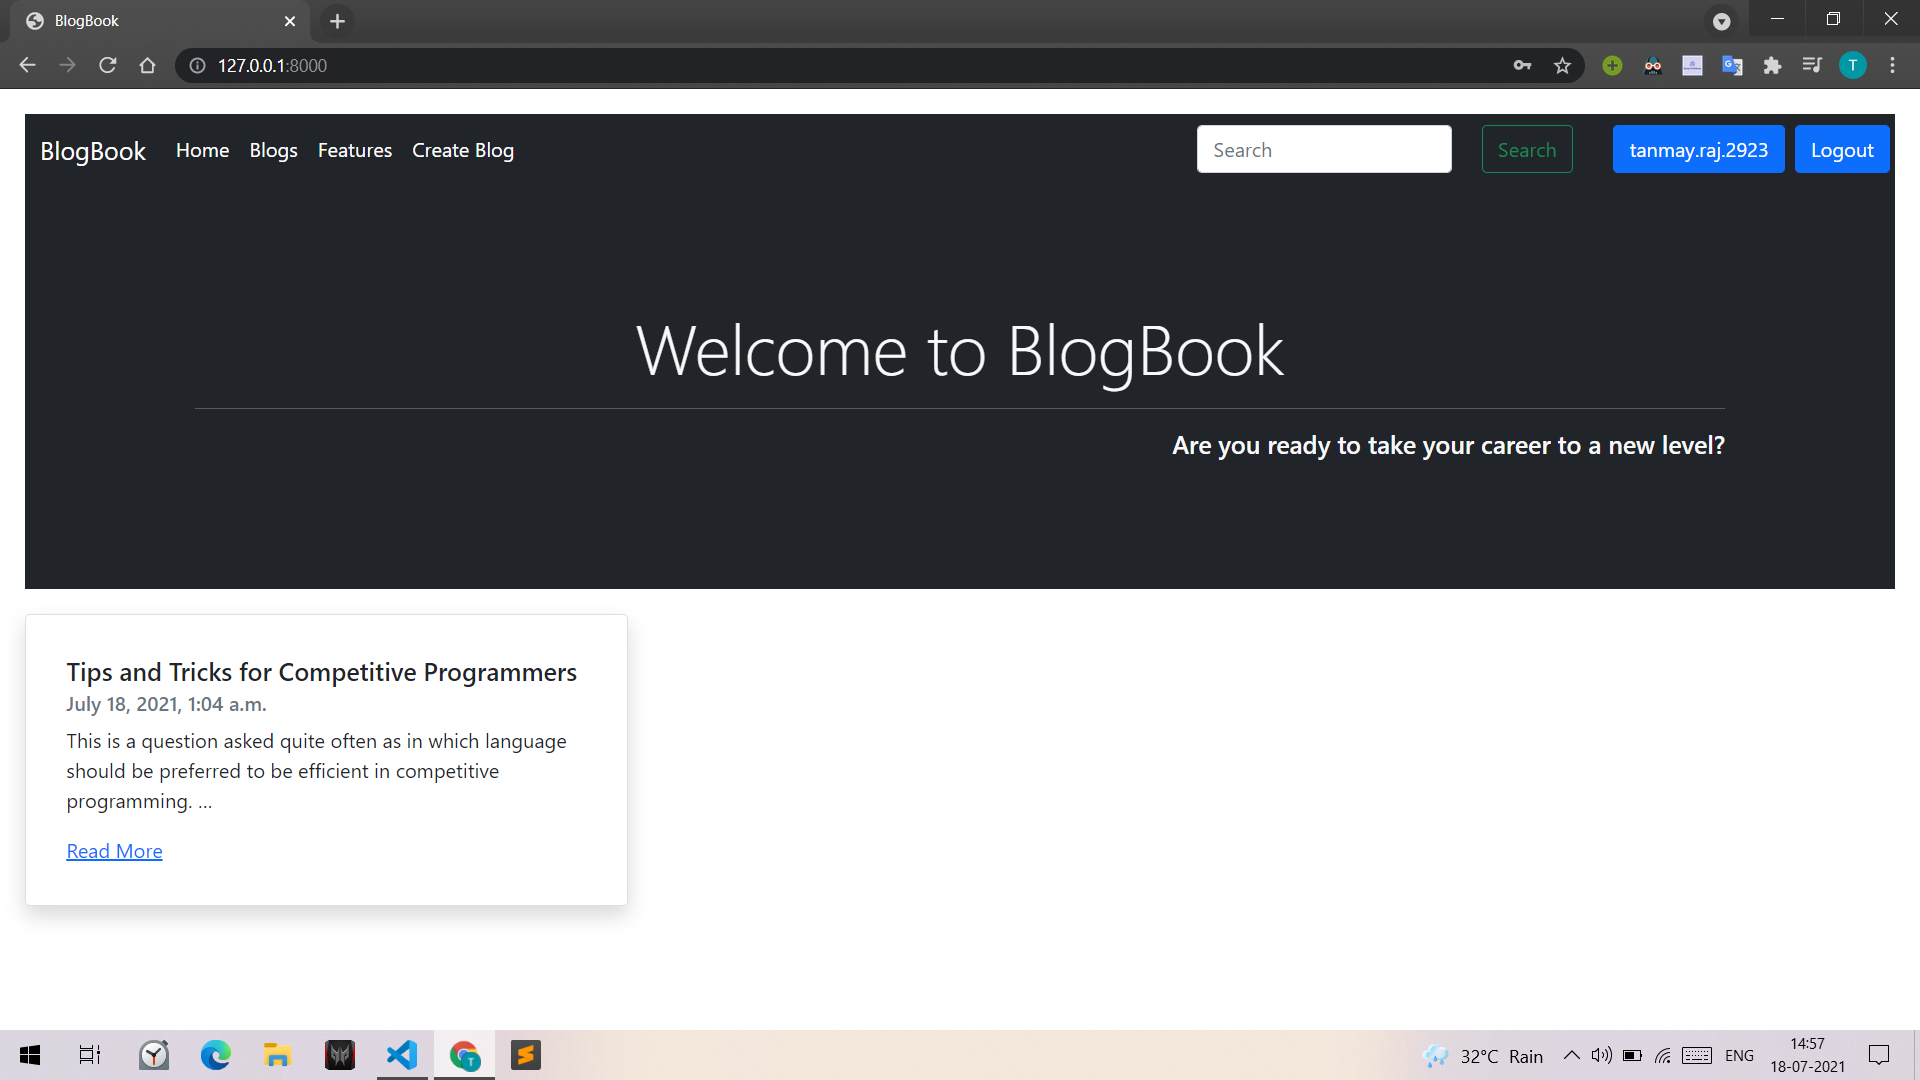 BlogBook
127.0.0.1:8000
T
BlogBook Home Blogs Features Create Blog Search Search tanmay.raj.2923 Logout
Welcome to BlogBook
Are you ready to take your career to a new level?
Tips and Tricks for Competitive Programmers
July 18, 2021, 1:04 a.m.
This is a question asked quite often as in which language
should be preferred to be efficient in competitive
programming. ...
Read More
32°C Rain ENG
14:57
18-07-2021